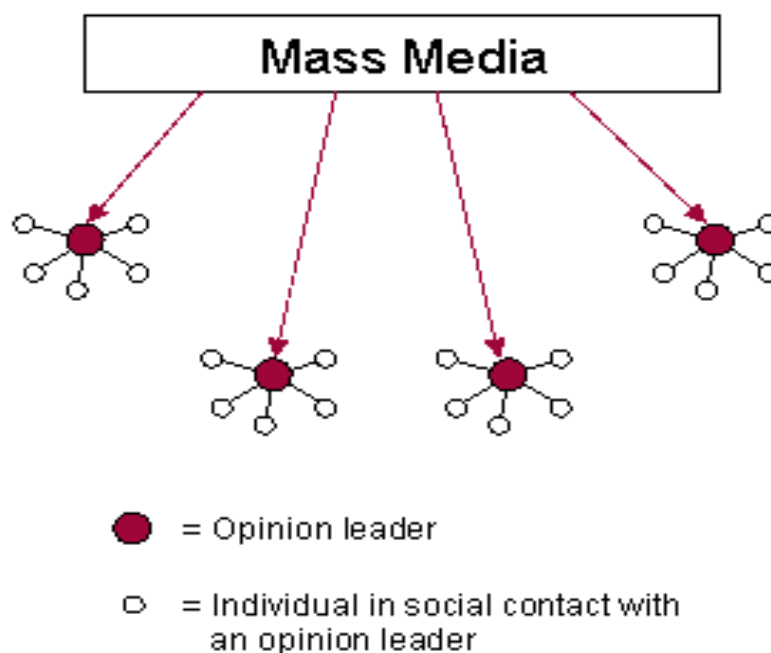 Mass Media
= Opinion leader
= Individual in social contact with
an opinion leader